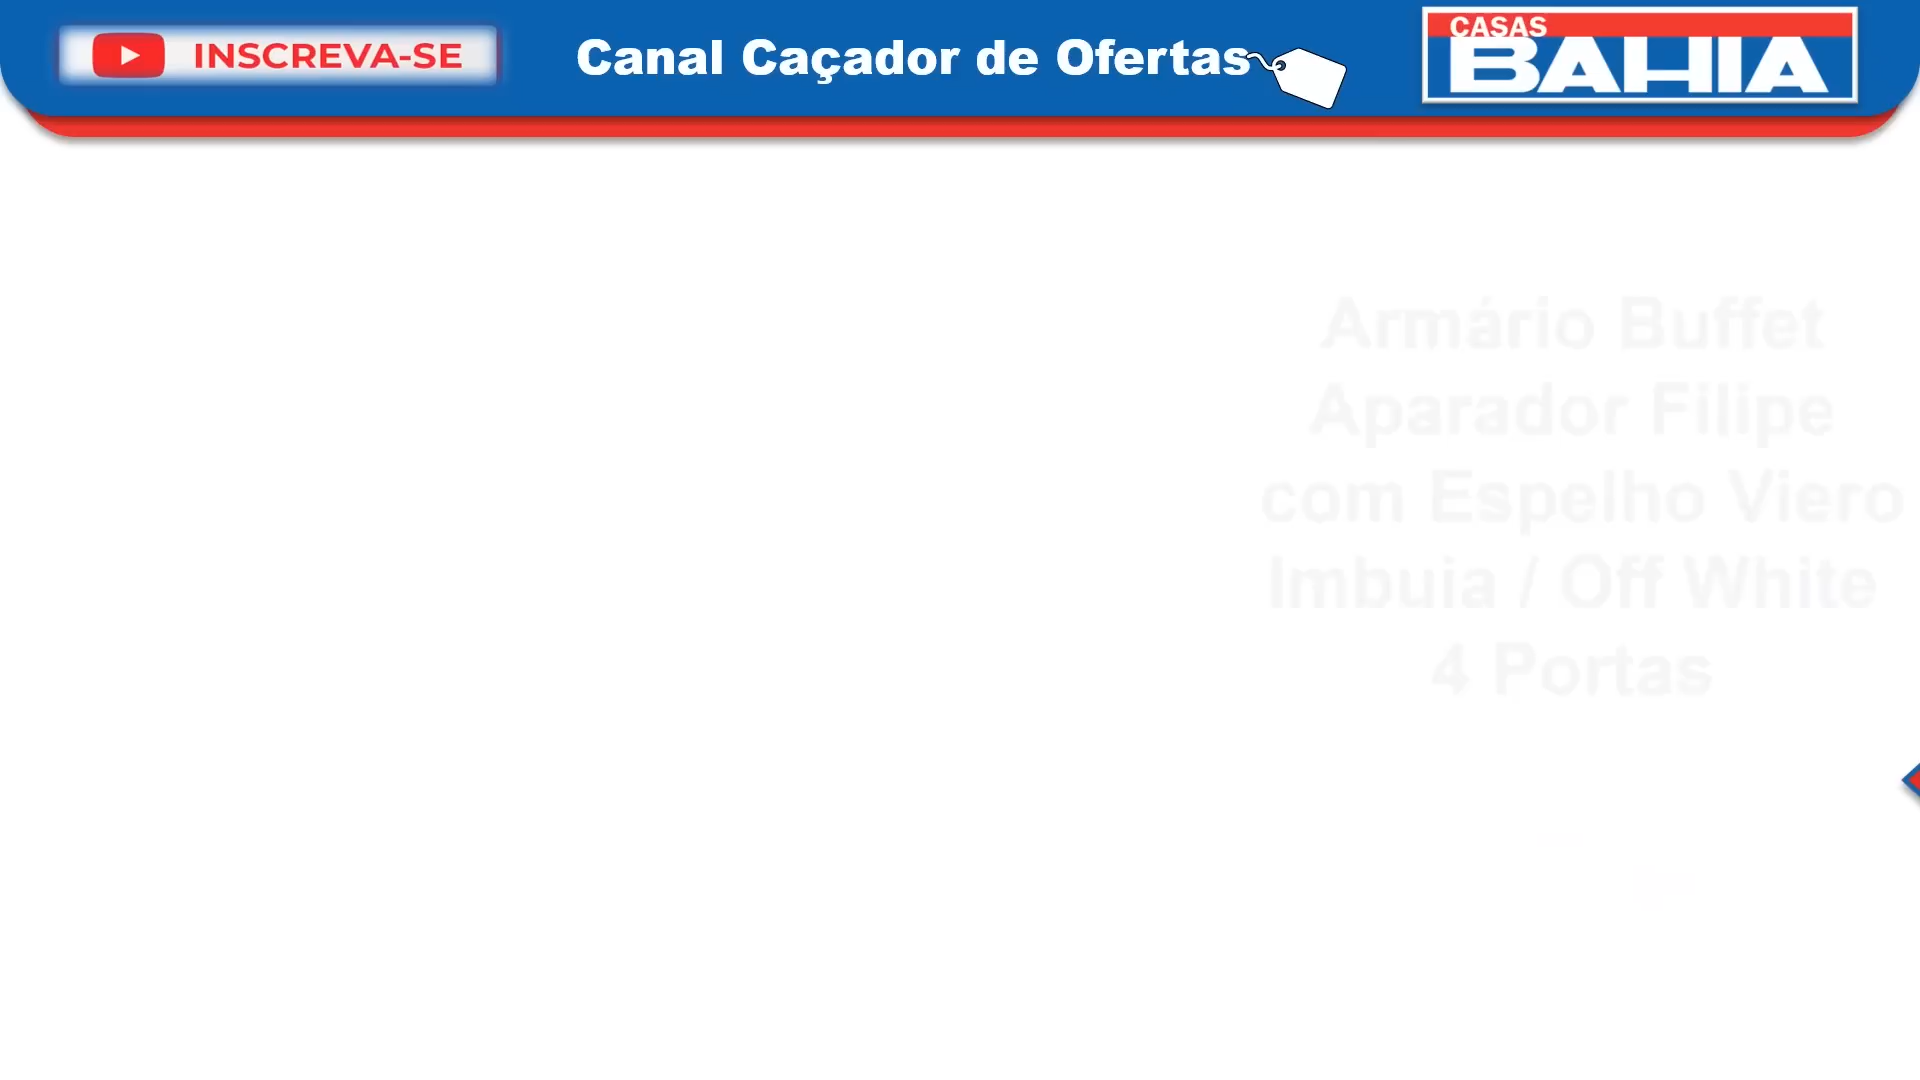 INSCREVA-SE
Canal Caçador de Ofertas
CASAS
BAHIA
Armário Buffet
Aparador Filipe
com Espelho Viero
Imbuia / Off White
4 Portas